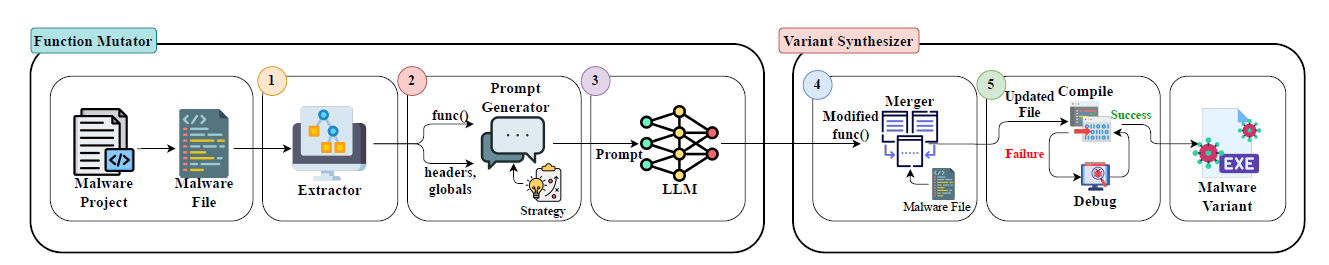 Function Mutator
Malware
Project
Malware
File
1
Extractor
2
func()
headers,
globals
Prompt
Generator
Strategy
3
Prompt
LLM
Variant Synthesizer
4
Modified
func()
Merger
Malware File
5
Updated
File
Compile
Success
Failure
Debug
EXE
Malware
Variant